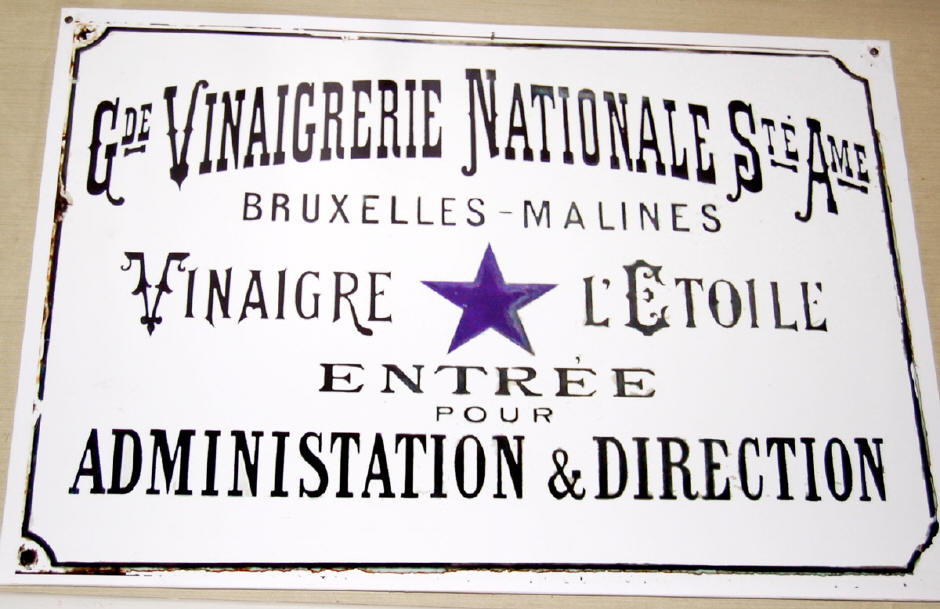 GDE VINAIGRERIE NATIONALE STÉ AME
BRUXELLES-MALINES
VINAIGRE L'ETOILE
ENTRÉE
POUR
ADMINISTATION & DIRECTION